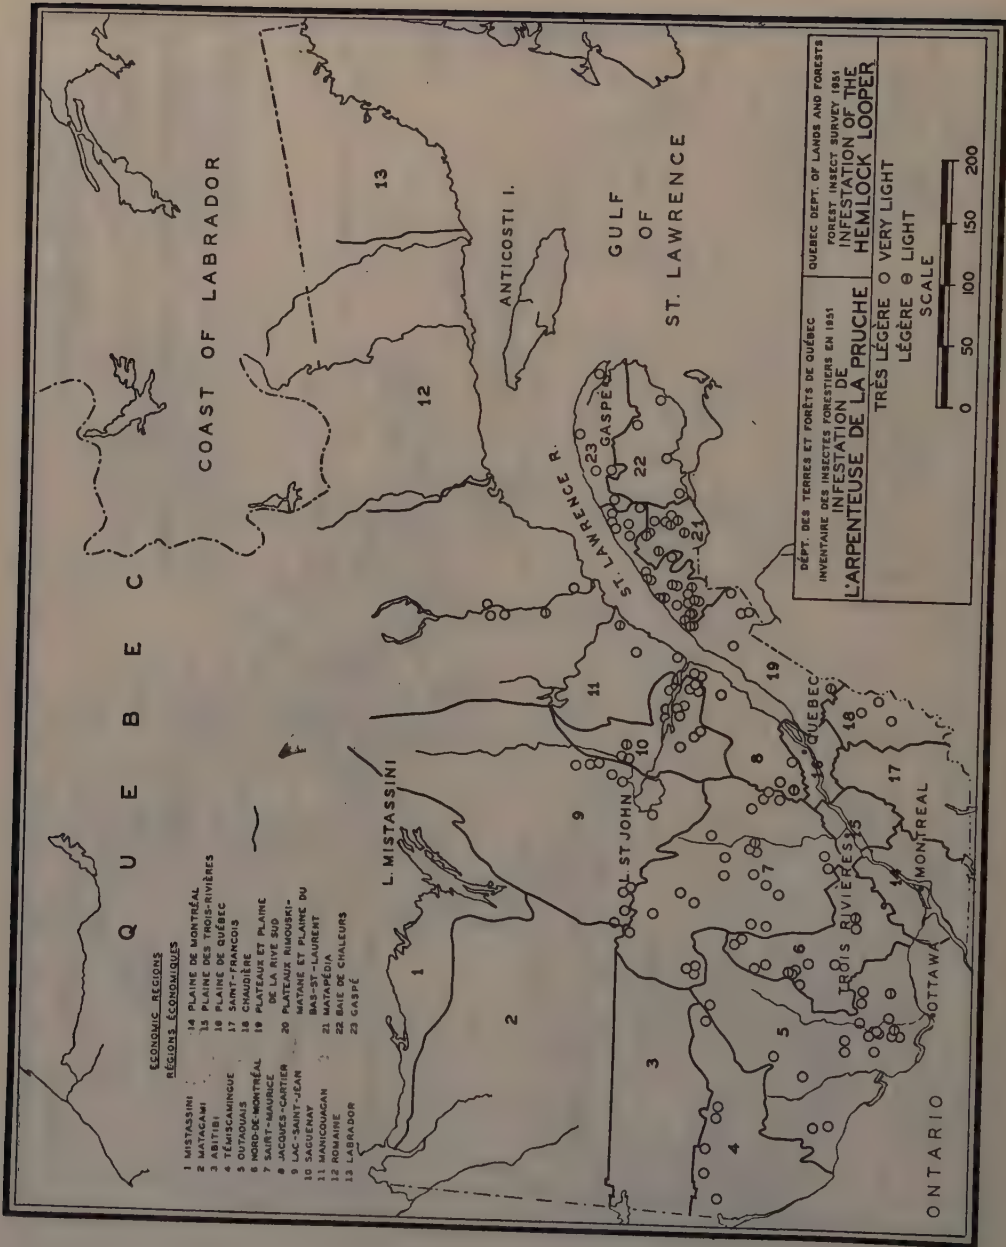 QUEBEC
COAST OF LABRADOR
ECONOMIC REGIONS
RÉGIONS ÉCONOMIQUES
1 MISTASSINI
2 MATAGAMI
3 ABITIBI
4 TÉMISCAMINGUE
5 OUTAOUAIS
6 NORD-DE-MONTRÉAL
7 SAINT-MAURICE
8 JACQUES-CARTIER
9 LAC-SAINT-JEAN
10 SAGUENAY
11 MANICOUAGAN
12 ROMAINE
13 LABRADOR
14 PLAINE DE MONTRÉAL
15 PLAINE DES TROIS-RIVIÈRES
16 PLAINE DE QUÉBEC
17 SAINT-FRANCOIS
18 CHAUDIÈRE
19 PLATEAUX ET PLAINE
DE LA RIVE SUD
20 PLATEAUX RIMOUSKI-
MATANE ET PLAINE DU
BAS-ST-LAURENT
21 MATAPÉDIA
22 BAIE DE CHALEURS
23 GASPÉ
L. MISTASSINI
1
2
3
4
5
6
7
8
9
10
11
12
13
14
15
16
17
18
19
21
22
23
ANTICOSTI I.
GULF
OF
ST. LAWRENCE
ST. LAWRENCE R.
GASPÉ
L. ST JOHN
QUEBEC
TROIS RIVIÈRES
MONTREAL
OTTAWA
ONTARIO
DÉPT. DES TERRES ET FORÊTS DE QUÉBEC
INVENTAIRE DES INSECTES FORESTIERS EN 1951
INFESTATION DE
L'ARPENTEUSE DE LA PRUCHE
QUEBEC DEPT. OF LANDS AND FORESTS
FOREST INSECT SURVEY 1951
INFESTATION OF THE
HEMLOCK LOOPER
TRÈS LÉGÈRE O VERY LIGHT
LÉGÈRE ⊖ LIGHT
SCALE
0 50 100 150 200